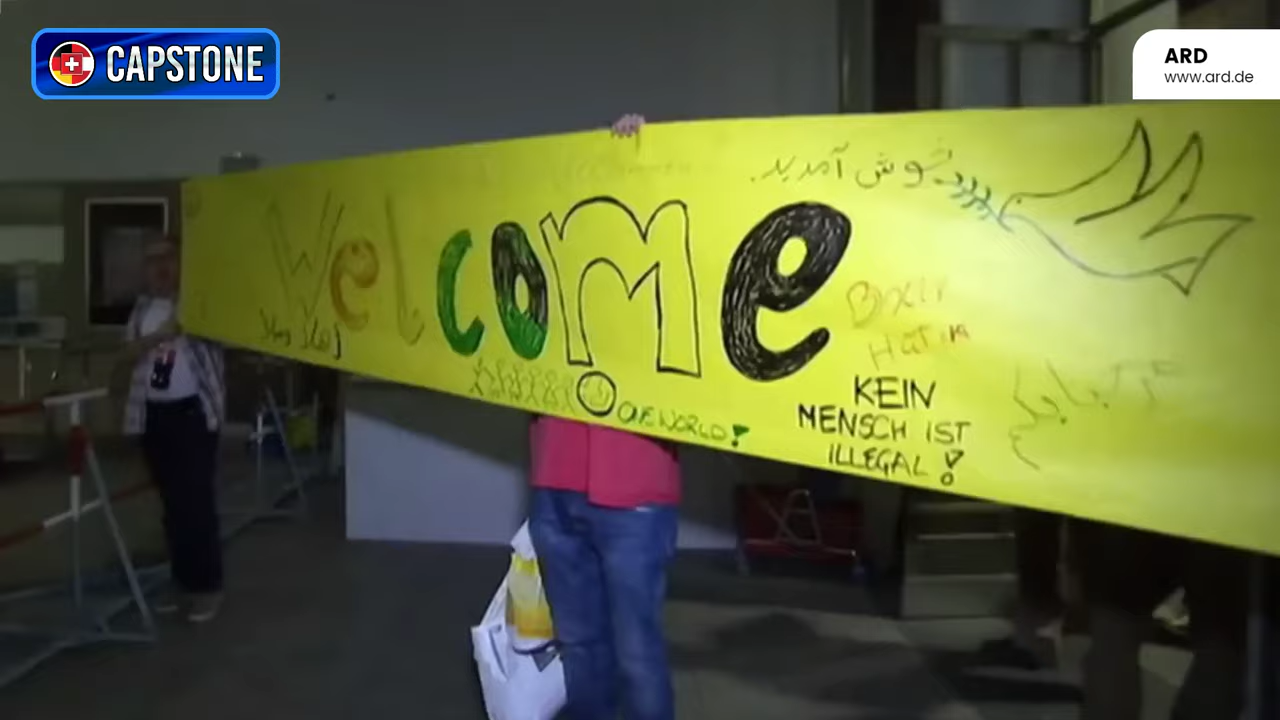 CAPSTONE
ARD
www.ard.de
خوش آمدید.
Welcome
ONE WORLD!
KEIN
MENSCH IST
ILLEGAL!